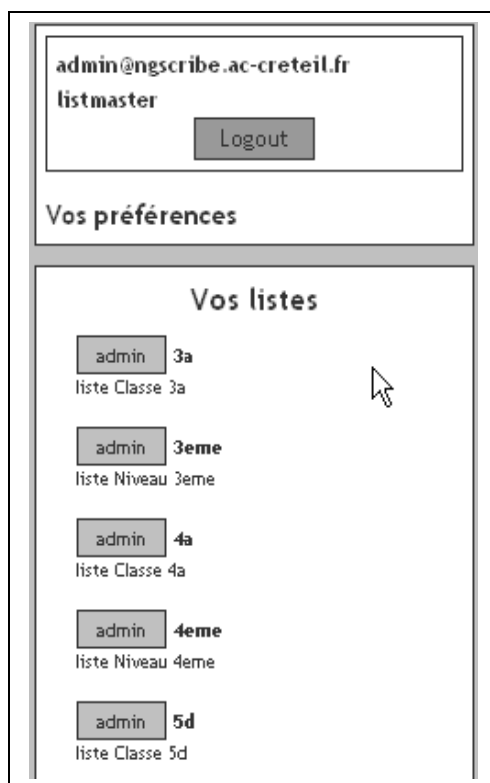 admin@ngscribe.ac-creteil.fr
listmaster
Logout
Vos préférences
Vos listes
admin 3a
liste Classe 3a
admin 3eme
liste Niveau 3eme
admin 4a
liste Classe 4a
admin 4eme
liste Niveau 4eme
admin 5d
liste Classe 5d